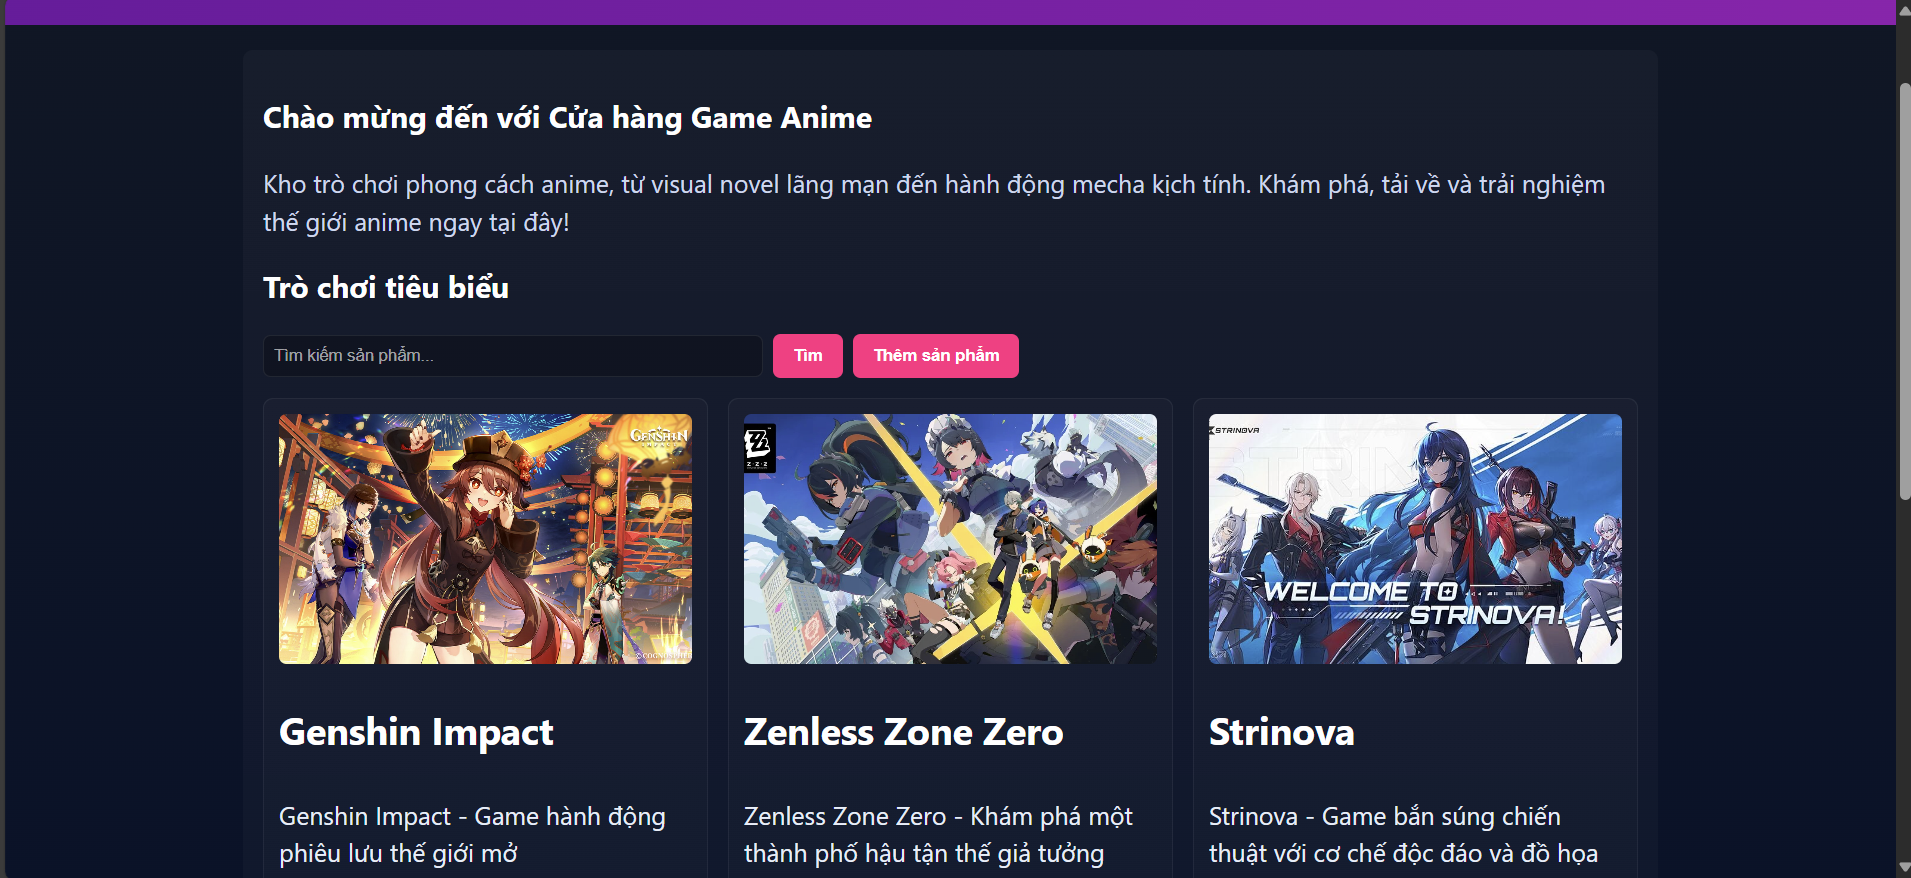 Chào mừng đến với Cửa hàng Game Anime
Kho trò chơi phong cách anime, từ visual novel lãng mạn đến hành động mecha kịch tính. Khám phá, tải về và trải nghiệm
thế giới anime ngay tại đây!
Trò chơi tiêu biểu
Tìm kiếm sản phẩm...
Tìm
Thêm sản phẩm
GENSHIN
IMPACT
Z-Z-Z
STRINOVA
WELCOME TO
STRINOVA!
Genshin Impact
Zenless Zone Zero
Strinova
Genshin Impact - Game hành động
phiêu lưu thế giới mở
Zenless Zone Zero - Khám phá một
thành phố hậu tận thế giả tưởng
Strinova - Game bắn súng chiến
thuật với cơ chế độc đáo và đồ họa